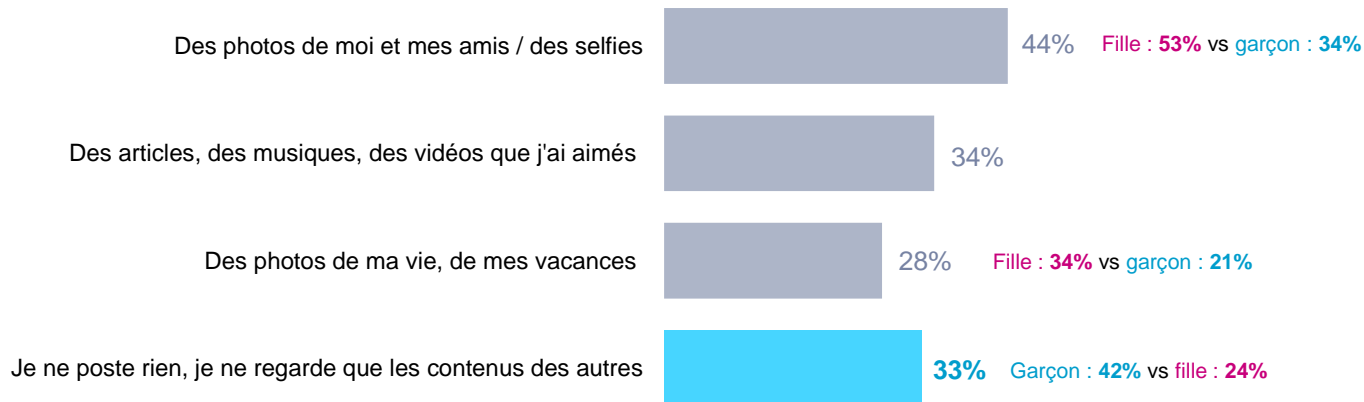 Des photos de moi et mes amis / des selfies 44% Fille : 53% vs garçon : 34%
Des articles, des musiques, des vidéos que j'ai aimés 34%
Des photos de ma vie, de mes vacances 28% Fille : 34% vs garçon : 21%
Je ne poste rien, je ne regarde que les contenus des autres 33% Garçon : 42% vs fille : 24%